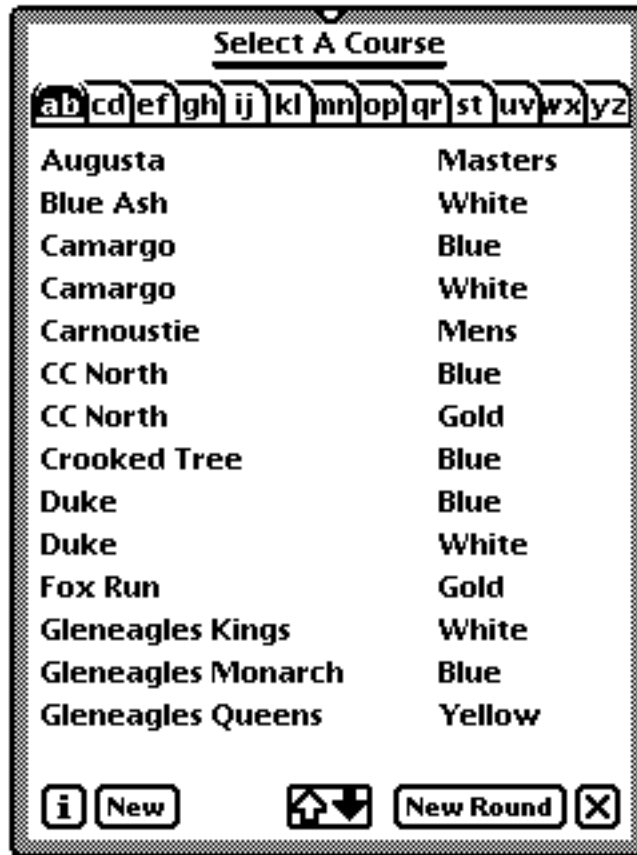 Select A Course
ab cd ef gh ij kl mn op qr st uv wx yz
Augusta Masters
Blue Ash White
Camargo Blue
Camargo White
Carnoustie Mens
CC North Blue
CC North Gold
Crooked Tree Blue
Duke Blue
Duke White
Fox Run Gold
Gleneagles Kings White
Gleneagles Monarch Blue
Gleneagles Queens Yellow
i New New Round X